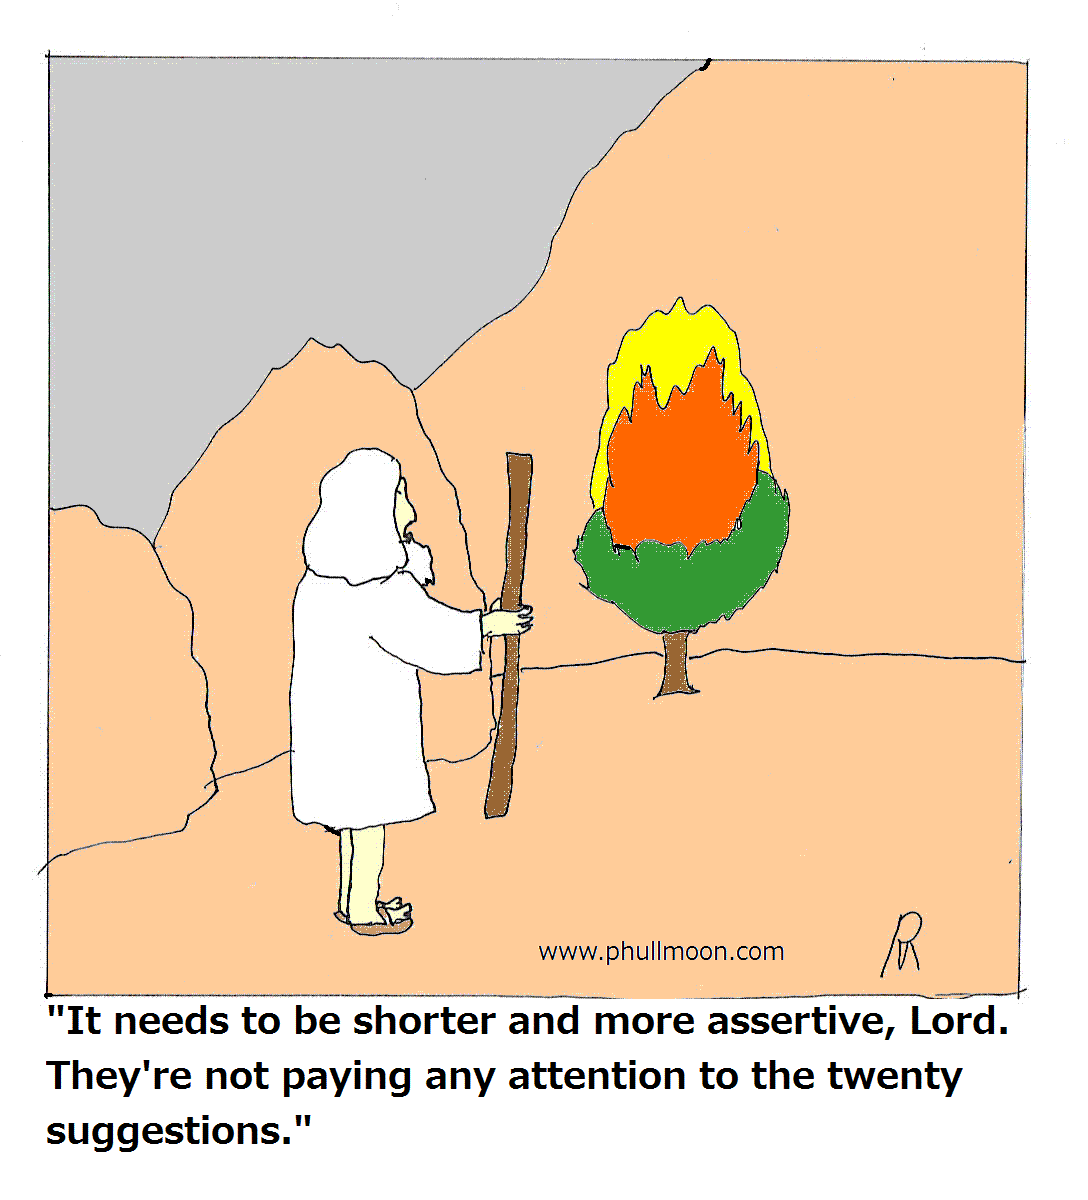 www.phullmoon.com
"It needs to be shorter and more assertive, Lord.
They're not paying any attention to the twenty
suggestions."